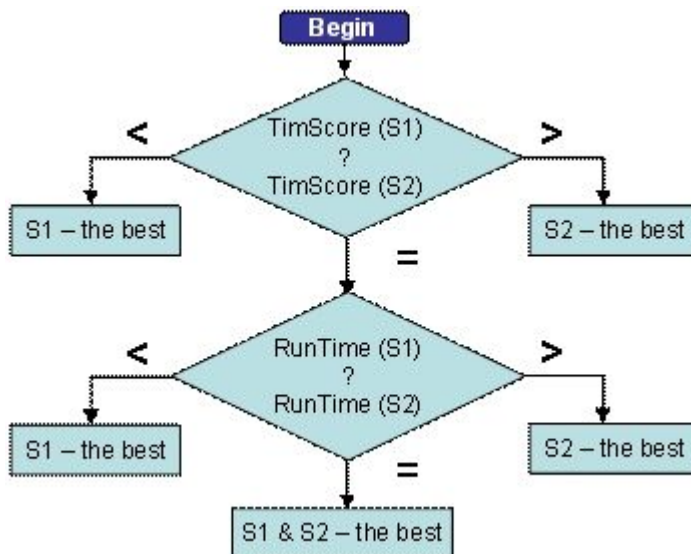 Begin
<
TimScore (S1)
?
TimScore (S2)
>
S1 – the best
S2 – the best
=
<
RunTime (S1)
?
RunTime (S2)
>
S1 – the best
S2 – the best
=
S1 & S2 – the best